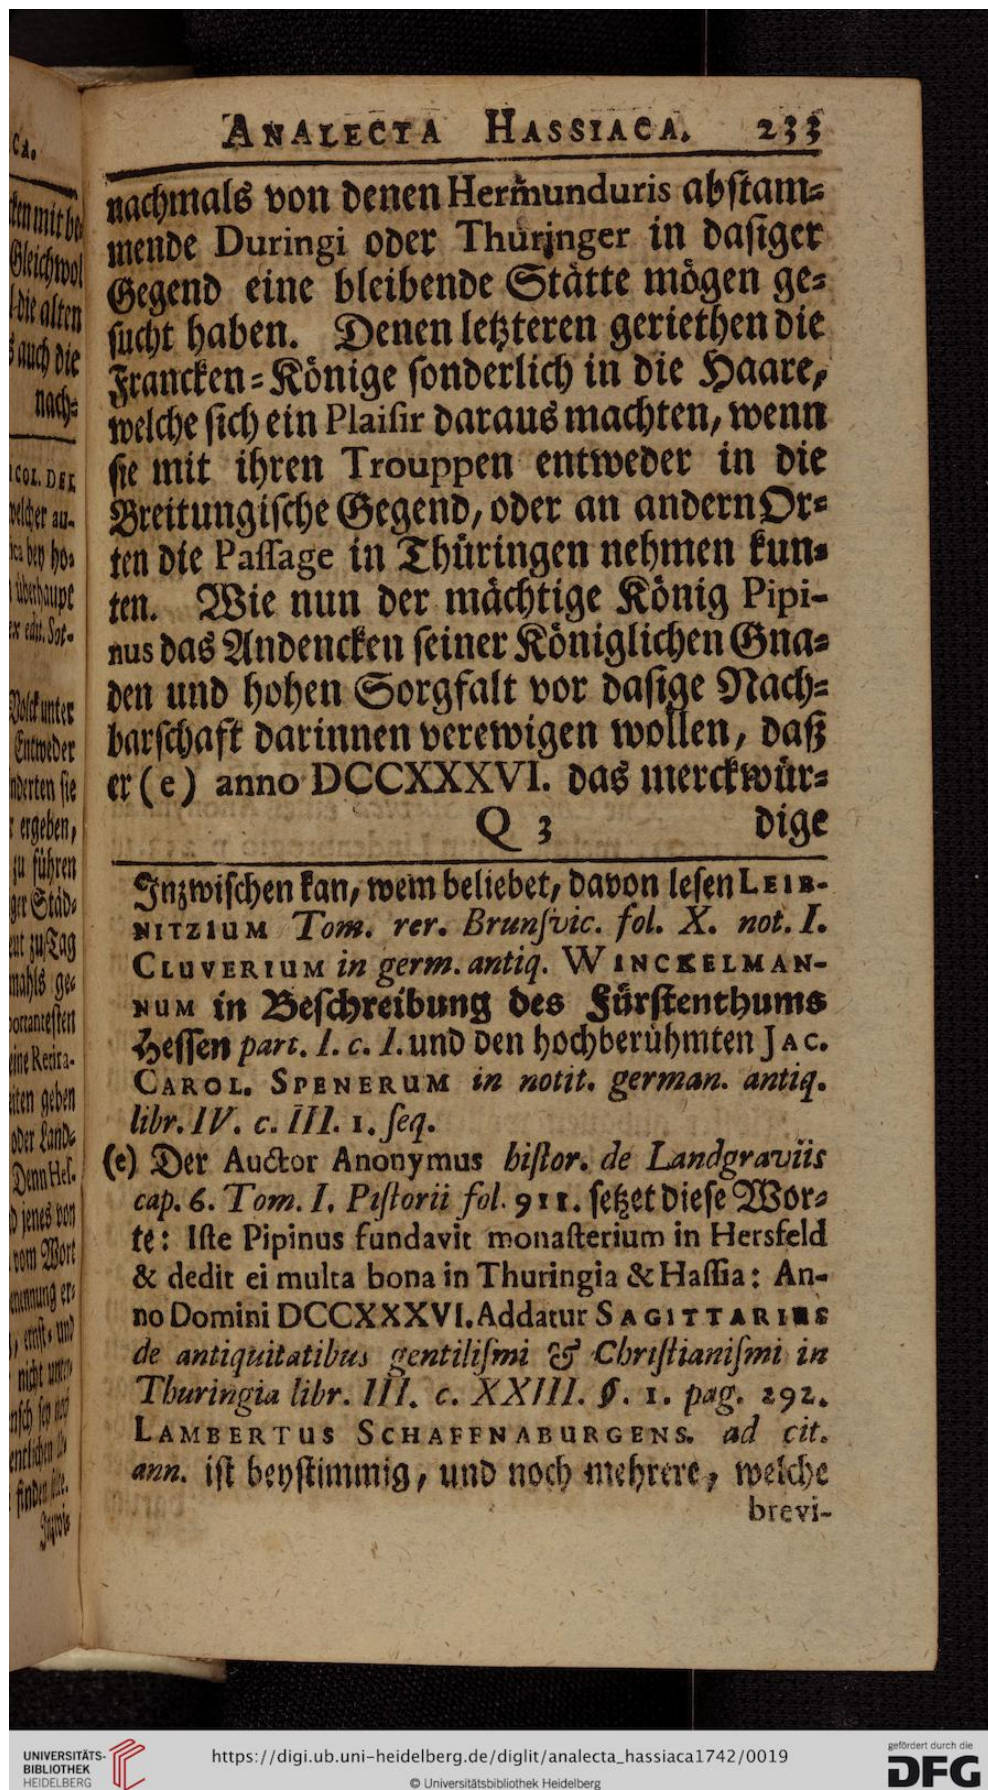 ANALECTA HASSIACA. 233
nachmals von denen Hermunduris abstam-
mende Duringi oder Thüringer in dasiger
Gegend eine bleibende Stätte mögen ge-
sucht haben. Denen letzteren geriethen die
Francken-Könige sonderlich in die Haare,
welche sich ein Plaisir daraus machten, wenn
sie mit ihren Trouppen entweder in die
Breitungische Gegend, oder an andern Or-
ten die Passage in Thüringen nehmen kun-
ten. Wie nun der mächtige König Pipi-
nus das Andencken seiner Königlichen Gna-
den und hohen Sorgfalt vor dasige Nach-
barschaft darinnen verewigen wollen, daß
er (e) anno DCCXXXVI. das merckwür-
Q 3 dige
Inzwischen kan, wem beliebet, davon lesen LEIB-
NITZIUM Tom. rer. Brunsvic. fol. X. not. I.
CLUVERIUM in germ. antiq. WINCKELMAN-
NUM in Beschreibung des Fürstenthums
Hessen part. I. c. I. und den hochberühmten JAC.
CAROL. SPENERUM in notit. german. antiq.
libr. IV. c. III. 1. seq.
(e) Der Auctor Anonymus histor. de Landgraviis
cap. 6. Tom. I. Pistorii fol. 911. setzet diese Wor-
te: Iste Pipinus fundavit monasterium in Hersfeld
& dedit ei multa bona in Thuringia & Hassia: An-
no Domini DCCXXXVI. Addatur SAGITTARIUS
de antiquitatibus gentilismi & Christianismi in
Thuringia libr. III. c. XXIII. §. 1. pag. 292.
LAMBERTUS SCHAFFNABURGENS. ad cit.
ann. ist beystimmig, und noch mehrere, welche
brevi-
UNIVERSITÄTS-
BIBLIOTHEK
HEIDELBERG
https://digi.ub.uni-heidelberg.de/diglit/analecta_hassiaca1742/0019
© Universitätsbibliothek Heidelberg
gefördert durch die
DFG